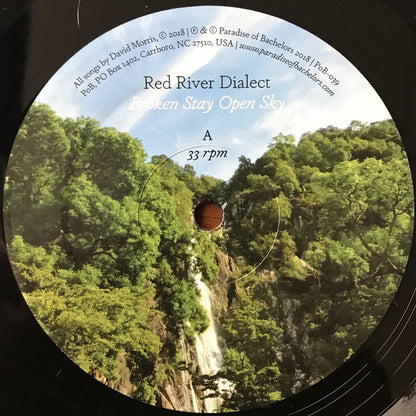 All songs by David Morris, © 2018 | ℗ & © Paradise of Bachelors 2018 | PoB-039
PoB, PO Box 1402, Carrboro, NC 27510, USA | www.paradiseofbachelors.com
Red River Dialect
Broken Stay Open Sky
A
33 rpm